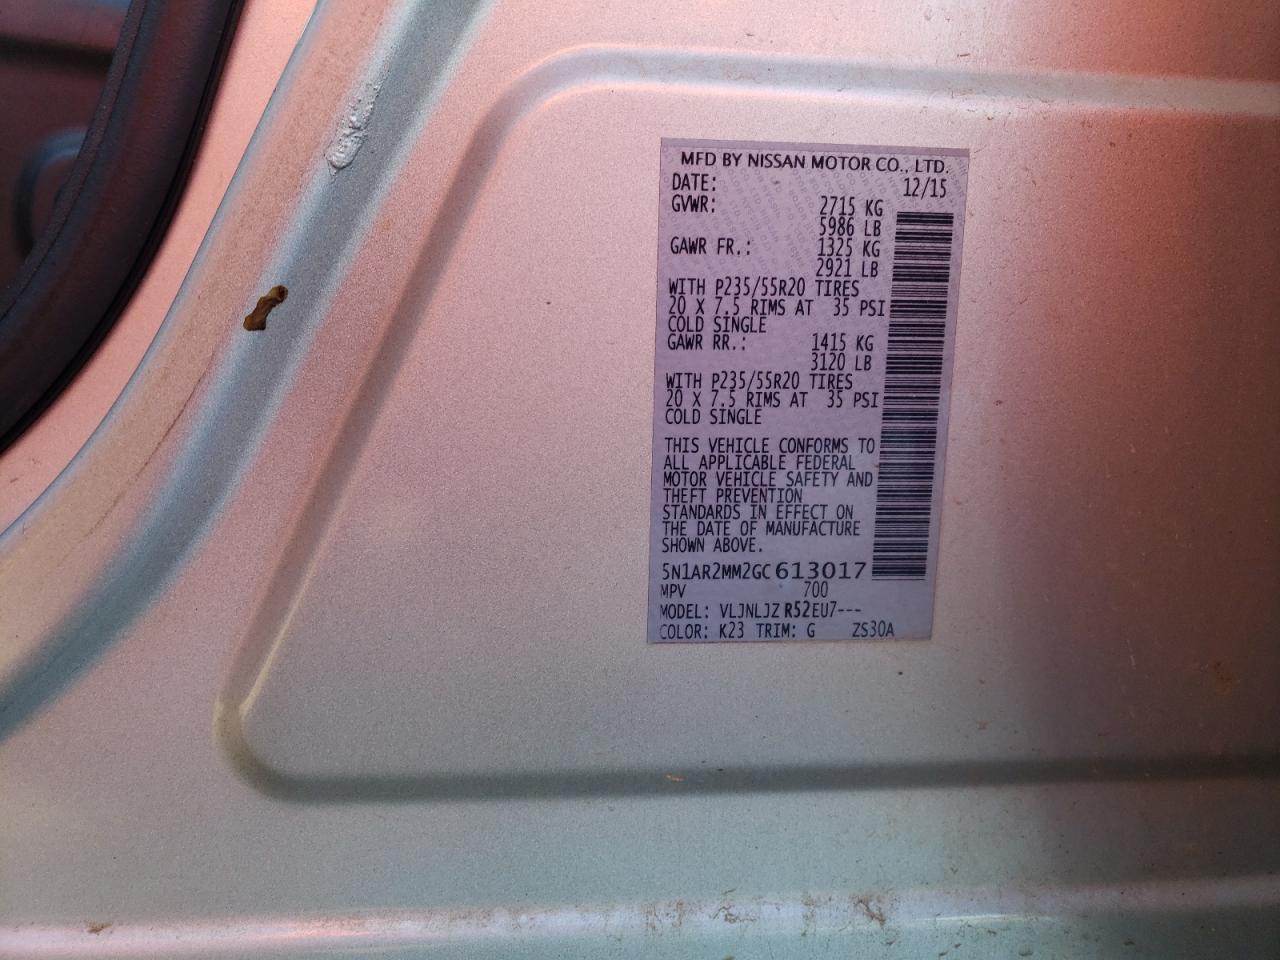 MFD BY NISSAN MOTOR CO., LTD.
DATE: 12/15
GVWR: 2715 KG
5986 LB
GAWR FR.: 1325 KG
2921 LB
WITH P235/55R20 TIRES
20 X 7.5 RIMS AT 35 PSI
COLD SINGLE
GAWR RR.: 1415 KG
3120 LB
WITH P235/55R20 TIRES
20 X 7.5 RIMS AT 35 PSI
COLD SINGLE
THIS VEHICLE CONFORMS TO
ALL APPLICABLE FEDERAL
MOTOR VEHICLE SAFETY AND
THEFT PREVENTION
STANDARDS IN EFFECT ON
THE DATE OF MANUFACTURE
SHOWN ABOVE.
5N1AR2MM2GC613017
MPV 700
MODEL: VLJNLJZ R52EU7---
COLOR: K23 TRIM: G ZS30A